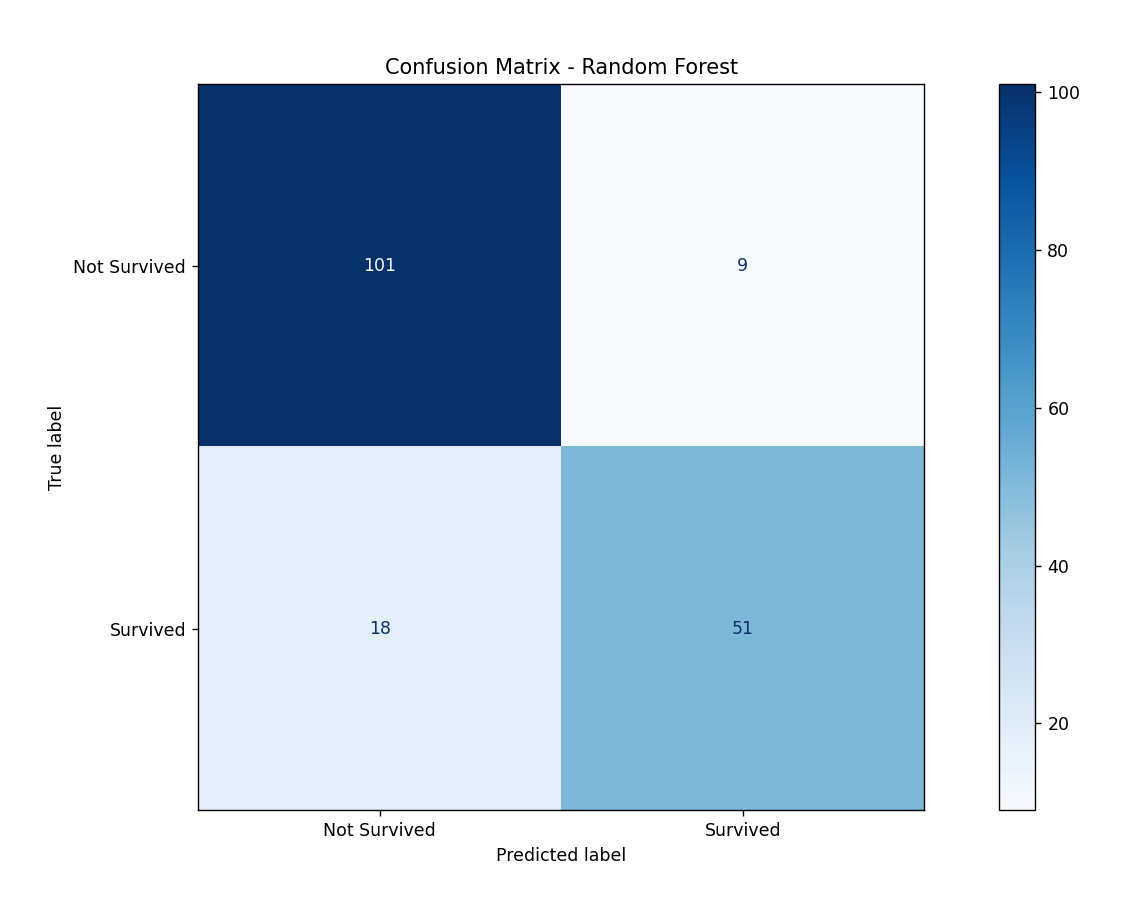 Confusion Matrix - Random Forest
100
Not Survived
101
9
80
60
True label
40
Survived
18
51
20
Not Survived
Survived
Predicted label